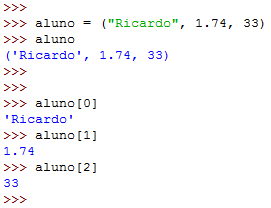 >>>
>>> aluno = ("Ricardo", 1.74, 33)
>>> aluno
('Ricardo', 1.74, 33)
>>>
>>>
>>> aluno[0]
'Ricardo'
>>> aluno[1]
1.74
>>> aluno[2]
33
>>>